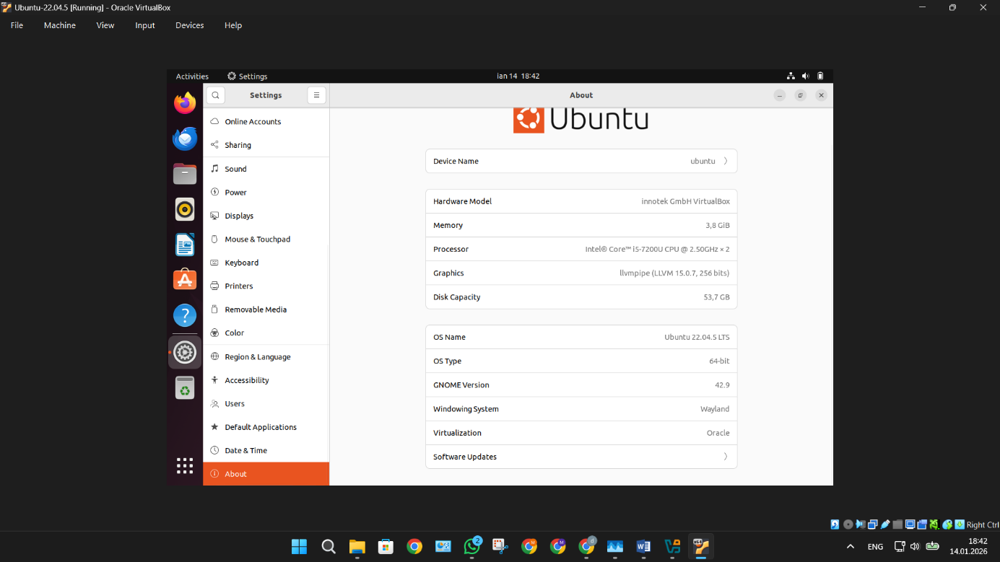 Ubuntu-22.04.5 [Running] - Oracle VirtualBox
File Machine View Input Devices Help
Activities Settings ian 14 18:42
Settings About
Ubuntu
Online Accounts
Sharing
Sound
Power
Displays
Mouse & Touchpad
Keyboard
Printers
Removable Media
Color
Region & Language
Accessibility
Users
Default Applications
Date & Time
About
Device Name ubuntu
Hardware Model innotek GmbH VirtualBox
Memory 3,8 GiB
Processor Intel® Core™ i5-7200U CPU @ 2.50GHz × 2
Graphics llvmpipe (LLVM 15.0.7, 256 bits)
Disk Capacity 53,7 GB
OS Name Ubuntu 22.04.5 LTS
OS Type 64-bit
GNOME Version 42.9
Windowing System Wayland
Virtualization Oracle
Software Updates
Right Ctrl
2
M
M
d
W
ENG
18:42
14.01.2026